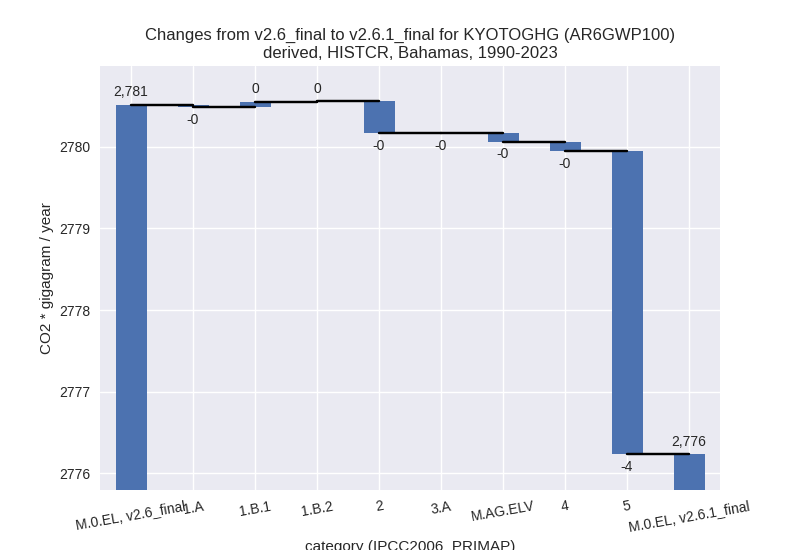 Changes from v2.6_final to v2.6.1_final for KYOTOGHG (AR6GWP100)
derived, HISTCR, Bahamas, 1990-2023
2,781
0
0
-0
2780
-0
-0
-0
-0
2779
CO2 * gigagram / year
2778
2777
2,776
2776
-4
M.0.EL, v2.6_final
1.A
1.B.1
1.B.2
2
3.A
M.AG.ELV
4
5
M.0.EL, v2.6.1_final
category (IPCC2006_PRIMAP)